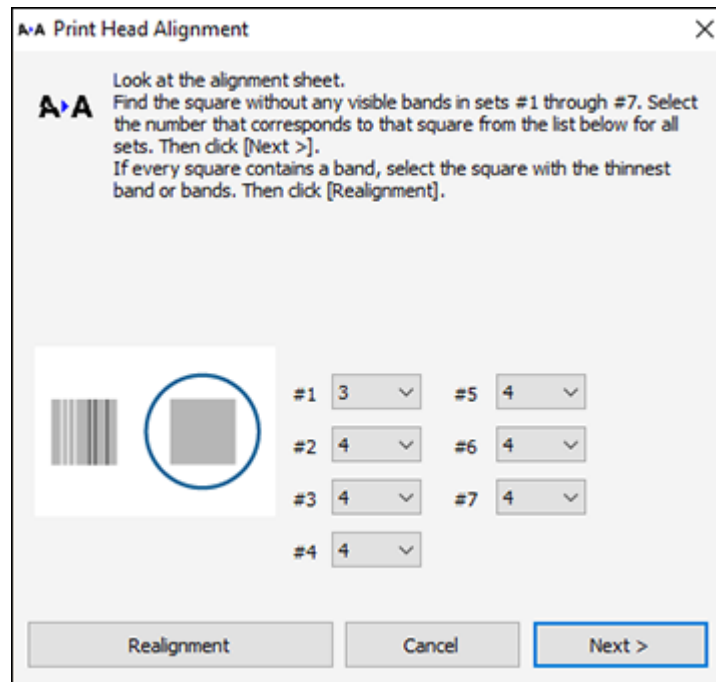 A▸A Print Head Alignment
A▸A
Look at the alignment sheet.
Find the square without any visible bands in sets #1 through #7. Select
the number that corresponds to that square from the list below for all
sets. Then click [Next >].
If every square contains a band, select the square with the thinnest
band or bands. Then click [Realignment].
#1 3 #5 4
#2 4 #6 4
#3 4 #7 4
#4 4
Realignment Cancel Next >